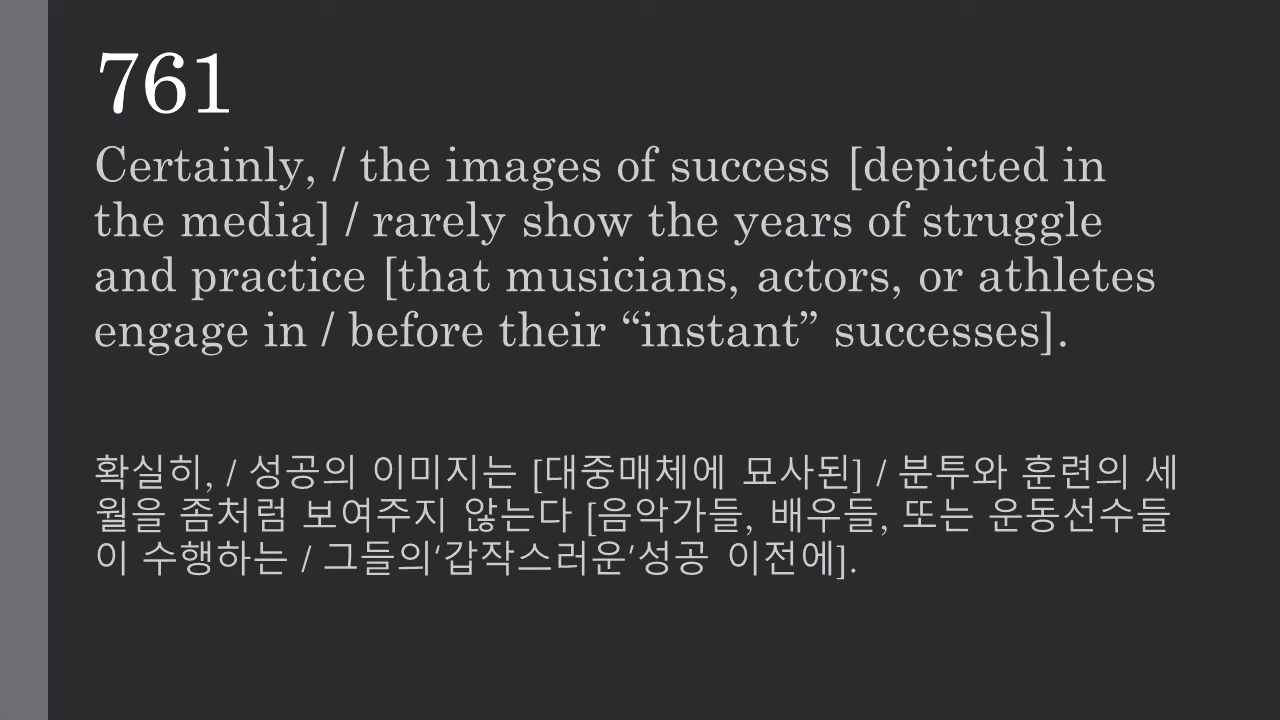 761
Certainly, / the images of success [depicted in
the media] / rarely show the years of struggle
and practice [that musicians, actors, or athletes
engage in / before their “instant” successes].
확실히, / 성공의 이미지는 [대중매체에 묘사된] / 분투와 훈련의 세
월을 좀처럼 보여주지 않는다 [음악가들, 배우들, 또는 운동선수들
이 수행하는 / 그들의'갑작스러운'성공 이전에].